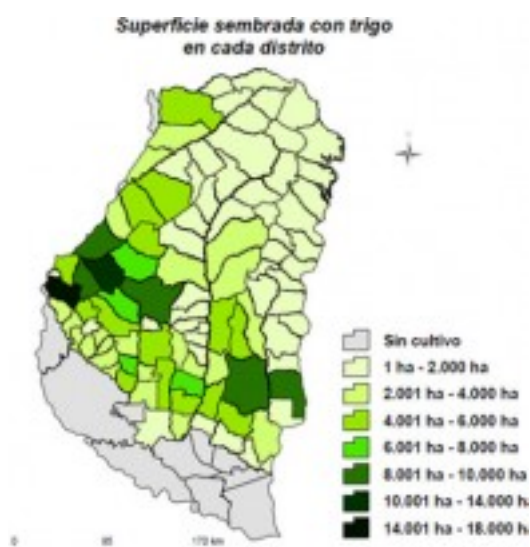 Superficie sembrada con trigo
en cada distrito
Sin cultivo
1 ha - 2.000 ha
2.001 ha - 4.000 ha
4.001 ha - 6.000 ha
6.001 ha - 8.000 ha
8.001 ha - 10.000 ha
10.001 ha - 14.000 ha
14.001 ha - 18.000 h
0 85 170 km